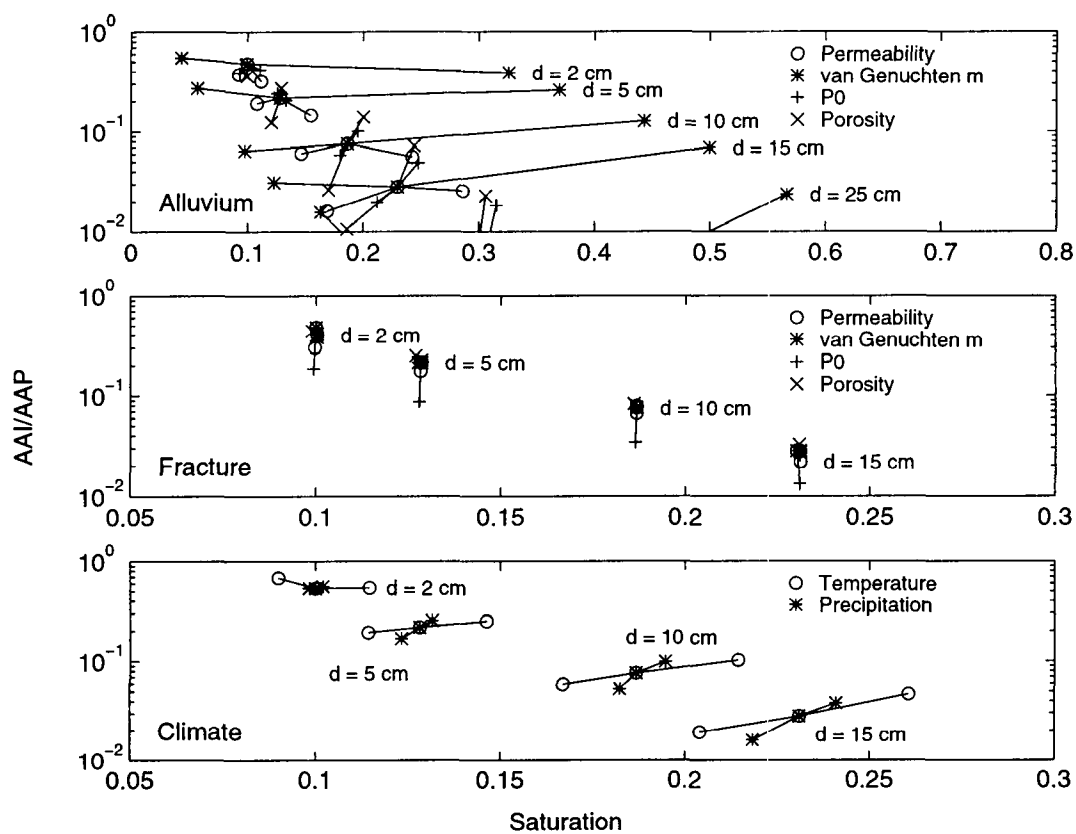 10^0
10^-1
10^-2
Alluvium
d = 2 cm
d = 5 cm
d = 10 cm
d = 15 cm
d = 25 cm
Permeability
van Genuchten m
P0
Porosity
0 0.1 0.2 0.3 0.4 0.5 0.6 0.7 0.8
AAI/AAP
10^0
10^-1
10^-2
Fracture
d = 2 cm
d = 5 cm
d = 10 cm
d = 15 cm
Permeability
van Genuchten m
P0
Porosity
0.05 0.1 0.15 0.2 0.25 0.3
10^0
10^-1
10^-2
Climate
d = 2 cm
d = 5 cm
d = 10 cm
d = 15 cm
Temperature
Precipitation
0.05 0.1 0.15 0.2 0.25 0.3
Saturation